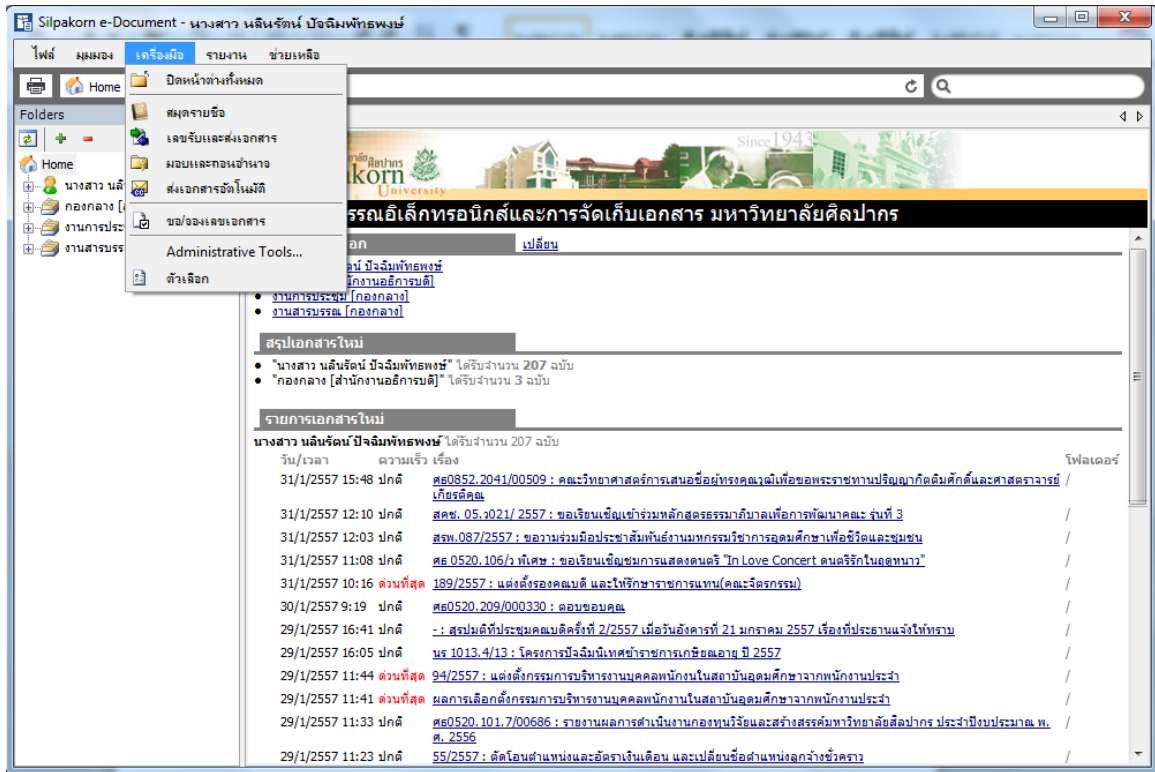 Silpakorn e-Document - นางสาว นลินรัตน์ ปัจฉิมพัทธพงษ์
ไฟล์ มุมมอง เครื่องมือ รายงาน ช่วยเหลือ
Home
ปิดหน้าต่างทั้งหมด
สมุดรายชื่อ
เลขรับและส่งเอกสาร
มอบและถอนอำนาจ
ส่งเอกสารอัตโนมัติ
ขอ/จองเลขเอกสาร
Administrative Tools...
ตัวเลือก
Folders
Home
นางสาว นลิ
กองกลาง [ส
งานการประ
งานสารบรร
Since 1943
korn
University
รรณอิเล็กทรอนิกส์และการจัดเก็บเอกสาร มหาวิทยาลัยศิลปากร
อก เปลี่ยน
ตน์ ปัจฉิมพัทธพงษ์
ักงานอธิการบดี]
งานการประชุม [กองกลาง]
งานสารบรรณ [กองกลาง]
สรุปเอกสารใหม่
"นางสาว นลินรัตน์ ปัจฉิมพัทธพงษ์" ได้รับจำนวน 207 ฉบับ
"กองกลาง [สำนักงานอธิการบดี]" ได้รับจำนวน 3 ฉบับ
รายการเอกสารใหม่
นางสาว นลินรัตน์ ปัจฉิมพัทธพงษ์ ได้รับจำนวน 207 ฉบับ
วัน/เวลา ความเร็ว เรื่อง โฟลเดอร์
31/1/2557 15:48 ปกติ ศธ0852.2041/00509 : คณะวิทยาศาสตร์การเสนอชื่อผู้ทรงคุณวุฒิเพื่อขอพระราชทานปริญญากิตติมศักดิ์และศาสตราจารย์ /
เกียรติคุณ
31/1/2557 12:10 ปกติ สคช. 05.ว021/ 2557 : ขอเรียนเชิญเข้าร่วมหลักสูตรธรรมาภิบาลเพื่อการพัฒนาคณะ รุ่นที่ 3 /
31/1/2557 12:03 ปกติ สรพ.087/2557 : ขอวามร่วมมือประชาสัมพันธ์งานมหกรรมวิชาการอุดมศึกษาเพื่อชีวิตและชุมชน /
31/1/2557 11:08 ปกติ ศธ 0520.106/ว พิเศษ : ขอเรียนเชิญชมการแสดงดนตรี "In Love Concert ดนตรีรักในฤดูหนาว" /
31/1/2557 10:16 ด่วนที่สุด 189/2557 : แต่งตั้งรองคณบดี และให้รักษาราชการแทน(คณะจิตรกรรม) /
30/1/2557 9:19 ปกติ ศธ0520.209/000330 : ตอบขอบคุณ /
29/1/2557 16:41 ปกติ - : สรุปมติที่ประชุมคณบดีครั้งที่ 2/2557 เมื่อวันอังคารที่ 21 มกราคม 2557 เรื่องที่ประธานแจ้งให้ทราบ /
29/1/2557 16:05 ปกติ นร 1013.4/13 : โครงการปัจฉิมนิเทศข้าราชการเกษียณอายุ ปี 2557 /
29/1/2557 11:44 ด่วนที่สุด 94/2557 : แต่งตั้งกรรมการบริหารงานบุคคลพนักงนในสถาบันอุดมศึกษาจากพนักงานประจำ /
29/1/2557 11:41 ด่วนที่สุด ผลการเลือกตั้งกรรมการบริหารงานบุคคลพนักงานในสถาบันอุดมศึกษาจากพนักงานประจำ /
29/1/2557 11:33 ปกติ ศธ0520.101.7/00686 : รายงานผลการดำเนินงานกองทุนวิจัยและสร้างสรรค์มหาวิทยาลัยศิลปากร ประจำปีงบประมาณ พ. /
ศ. 2556
29/1/2557 11:23 ปกติ 55/2557 : ตัดโอนตำแหน่งและอัตราเงินเดือน และเปลี่ยนชื่อตำแหน่งลูกจ้างชั่วคราว /